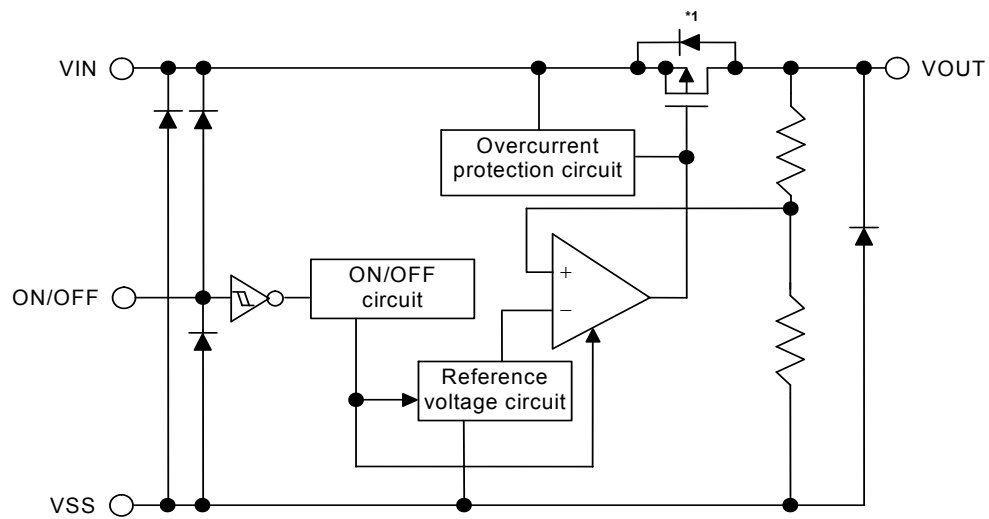 *1
VIN
VOUT
Overcurrent
protection circuit
ON/OFF
ON/OFF
circuit
+
−
Reference
voltage circuit
VSS